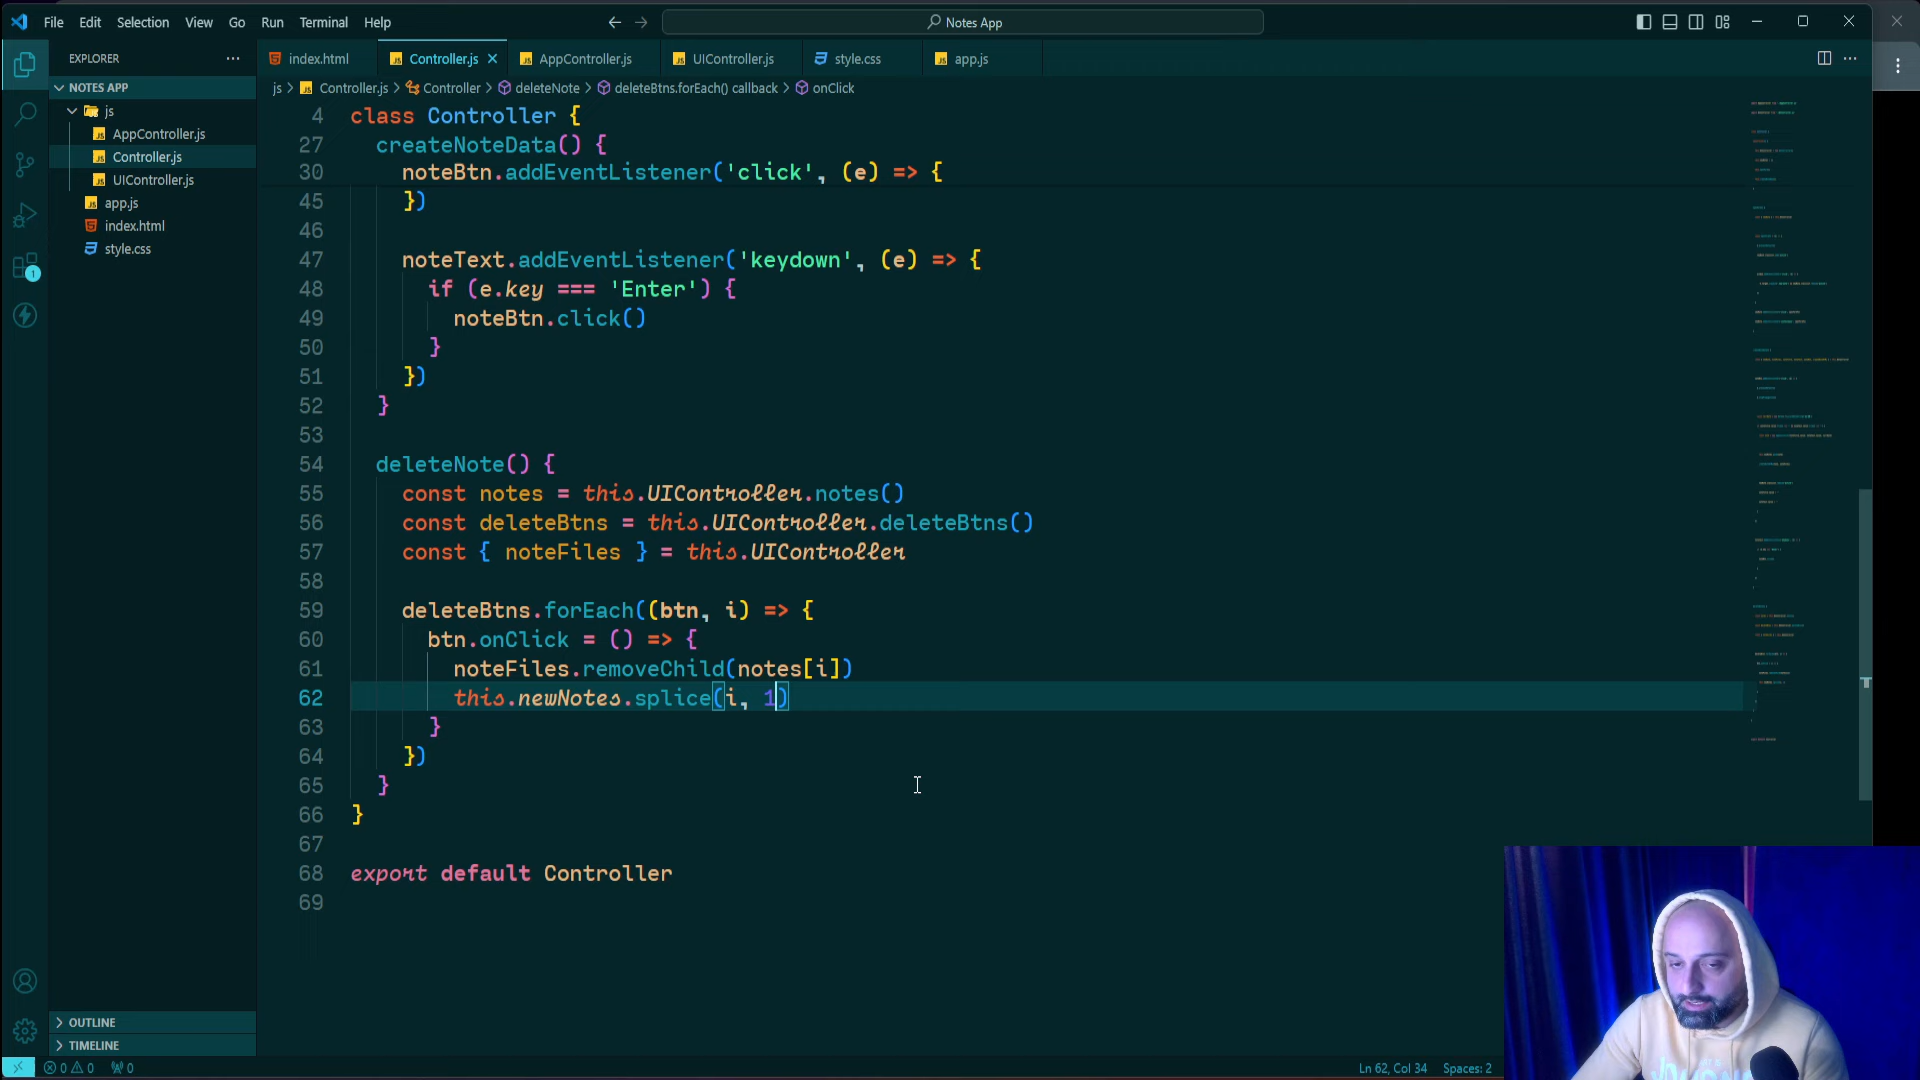 File Edit Selection View Go Run Terminal Help
Notes App
EXPLORER
index.html Controller.js AppController.js UIController.js style.css app.js
NOTES APP
js
AppController.js
Controller.js
UIController.js
app.js
index.html
style.css
1
js > Controller.js > Controller > deleteNote > deleteBtns.forEach() callback > onClick
4 class Controller {
27 createNoteData() {
30 noteBtn.addEventListener('click', (e) => {
45 })
46
47 noteText.addEventListener('keydown', (e) => {
48 if (e.key === 'Enter') {
49 noteBtn.click()
50 }
51 })
52 }
53
54 deleteNote() {
55 const notes = this.UIController.notes()
56 const deleteBtns = this.UIController.deleteBtns()
57 const { noteFiles } = this.UIController
58
59 deleteBtns.forEach((btn, i) => {
60 btn.onClick = () => {
61 noteFiles.removeChild(notes[i])
62 this.newNotes.splice(i, 1)
63 }
64 })
65 }
66 }
67
68 export default Controller
69
OUTLINE
TIMELINE
0 0 0
Ln 62, Col 34 Spaces: 2